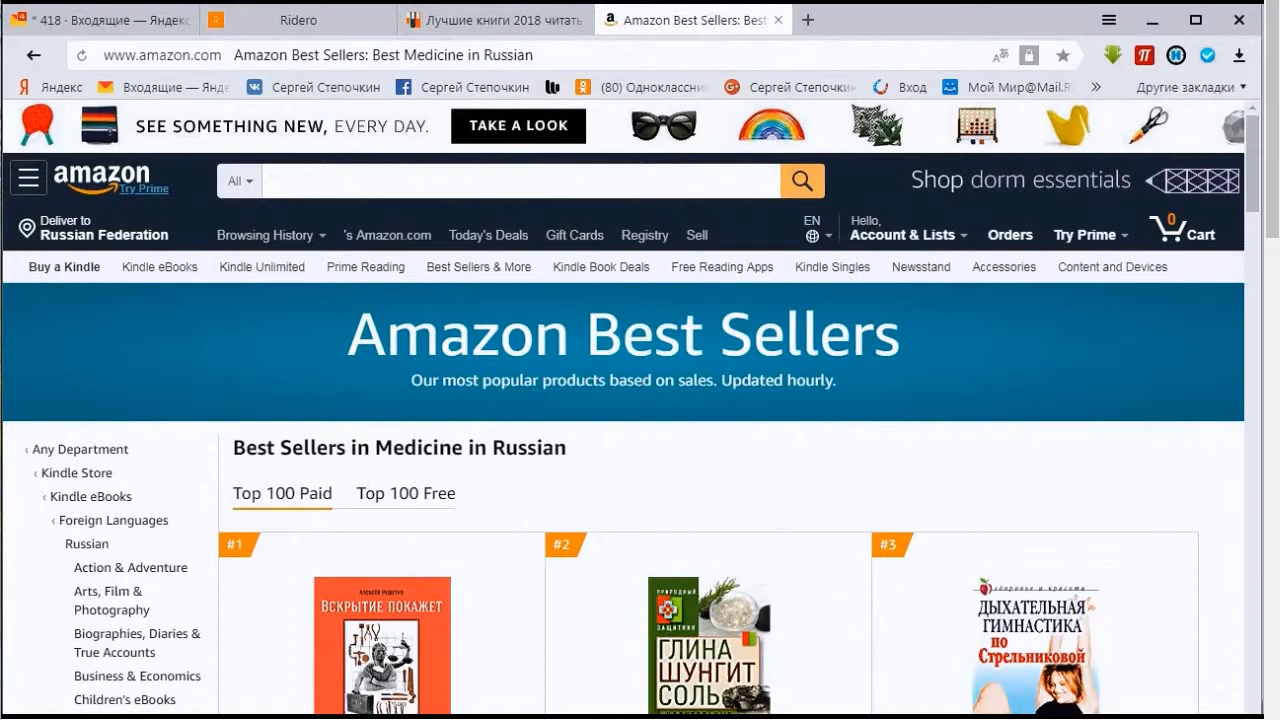 * 418 · Входящие — Яндекс
Ridero
Лучшие книги 2018 читать
Amazon Best Sellers: Best
www.amazon.com Amazon Best Sellers: Best Medicine in Russian
Яндекс
Входящие — Янде
Сергей Степочкин
Сергей Степочкин
(80) Одноклассни
Сергей Степочкин
Вход
Мой Мир@Mail.R
Другие закладки
SEE SOMETHING NEW, EVERY DAY.
TAKE A LOOK
amazon
Try Prime
All
Shop dorm essentials
Deliver to
Russian Federation
Browsing History
's Amazon.com
Today's Deals
Gift Cards
Registry
Sell
EN
Hello,
Account & Lists
Orders
Try Prime
0
Cart
Buy a Kindle
Kindle eBooks
Kindle Unlimited
Prime Reading
Best Sellers & More
Kindle Book Deals
Free Reading Apps
Kindle Singles
Newsstand
Accessories
Content and Devices
Amazon Best Sellers
Our most popular products based on sales. Updated hourly.
‹ Any Department
‹ Kindle Store
‹ Kindle eBooks
‹ Foreign Languages
Russian
Action & Adventure
Arts, Film &
Photography
Biographies, Diaries &
True Accounts
Business & Economics
Children's eBooks
Best Sellers in Medicine in Russian
Top 100 Paid
Top 100 Free
#1
АЛЕКСЕЙ РЕШЕТУН
ВСКРЫТИЕ ПОКАЖЕТ
#2
ПРИРОДНЫЙ
ЗАЩИТНИК
ГЛИНА
ШУНГИТ
СОЛЬ
#3
здоровье и красота
ДЫХАТЕЛЬНАЯ
ГИМНАСТИКА
по
Стрельниковой